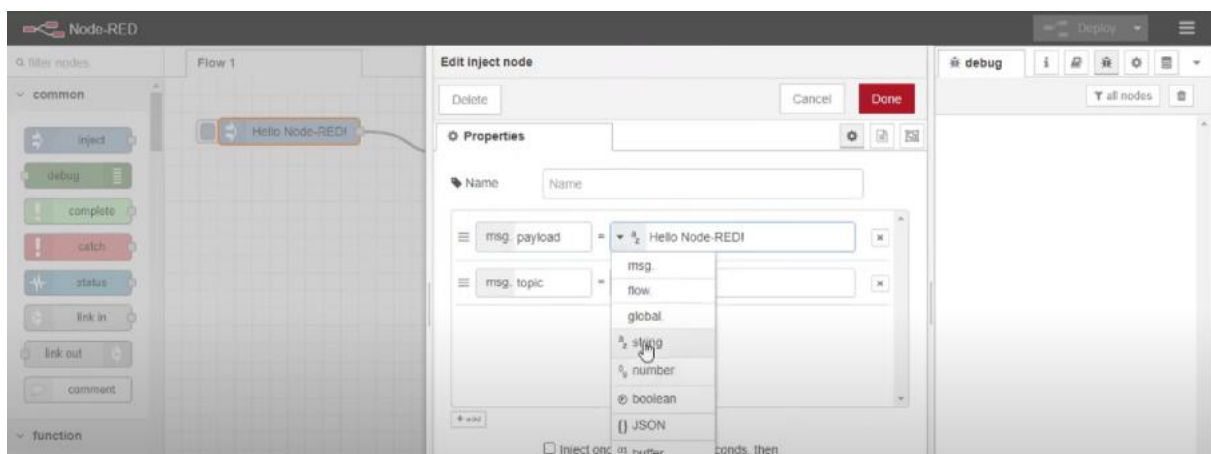 Node-RED
Deploy
filter nodes
Flow 1
Edit inject node
debug
i
common
Delete
Cancel
Done
all nodes
inject
Hello Node-RED!
Properties
debug
Name
Name
complete
msg. payload
=
Hello Node-RED!
catch
msg.
status
msg. topic
=
flow.
link in
global.
string
link out
number
comment
boolean
add
{} JSON
function
Inject onc
buffer
conds, then